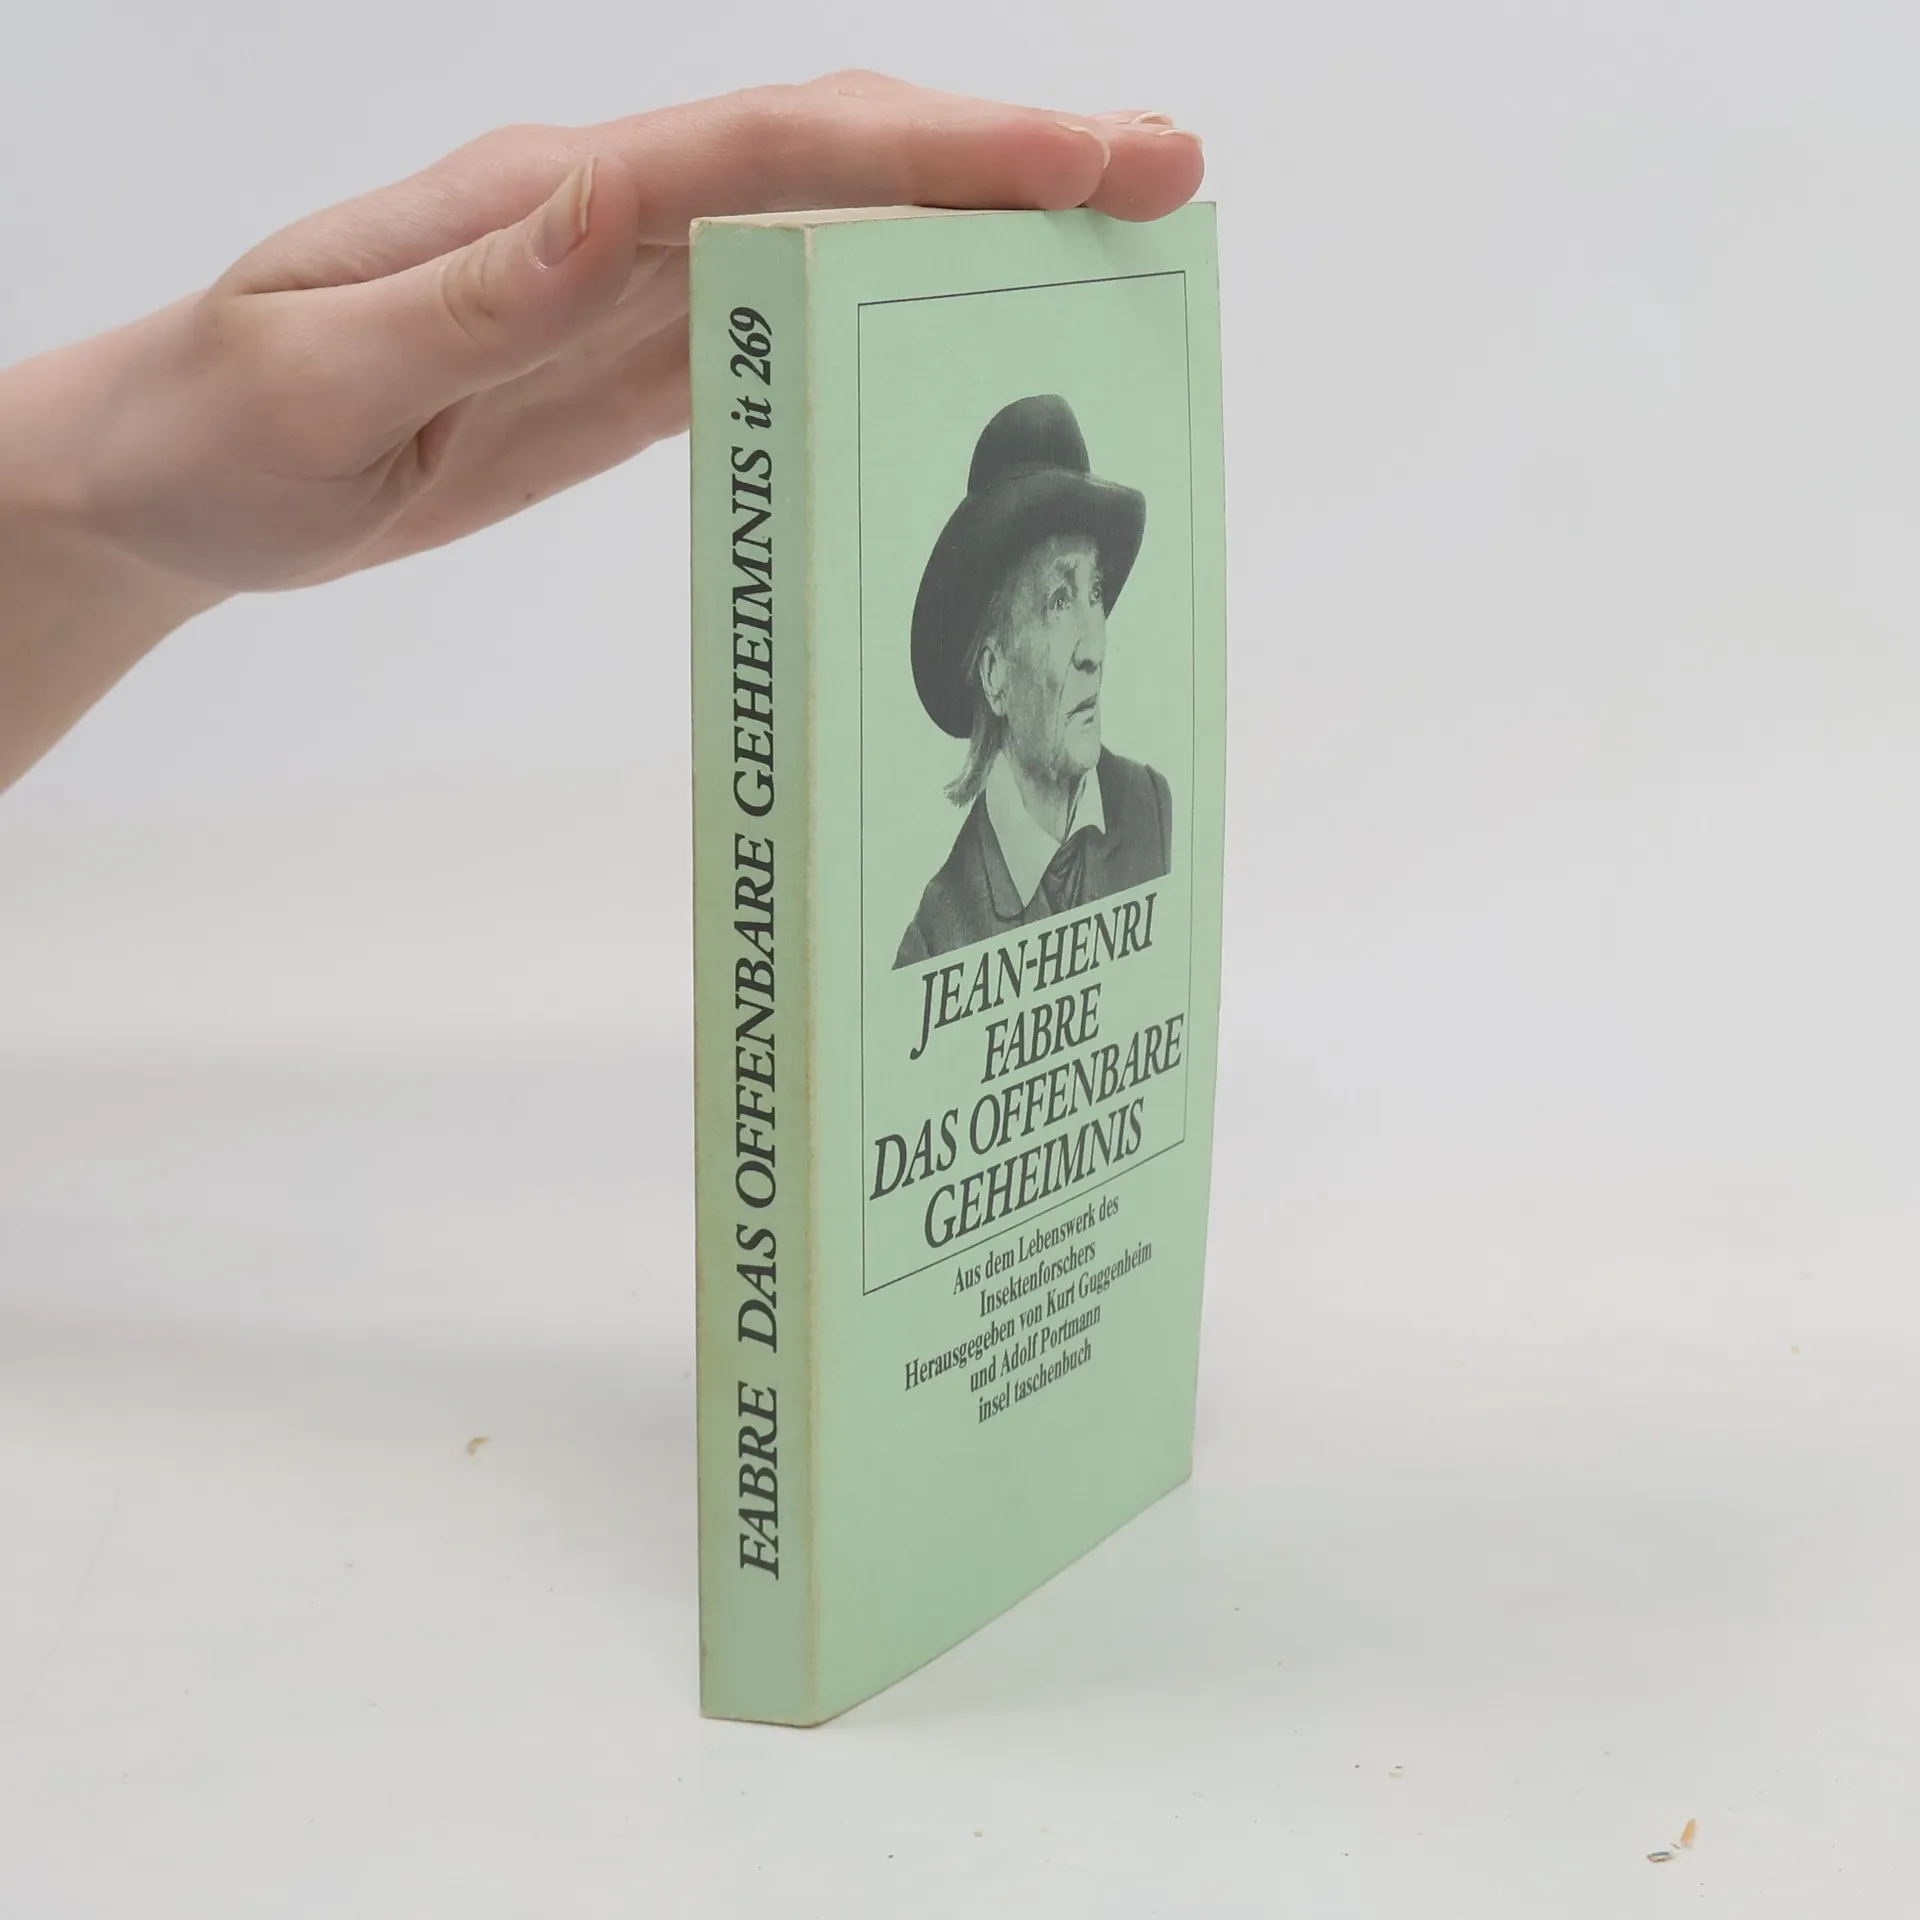 FABRE DAS OFFENBARE GEHEIMNIS it 269
JEAN-HENRI
FABRE
DAS OFFENBARE
GEHEIMNIS
Aus dem Lebenswerk des
Insektenforschers
Herausgegeben von Kurt Guggenheim
und Adolf Portmann
insel taschenbuch